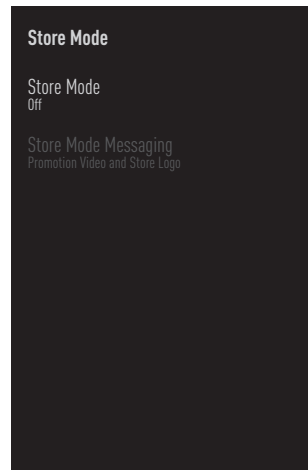 Store Mode
Store Mode
Off
Store Mode Messaging
Promotion Video and Store Logo